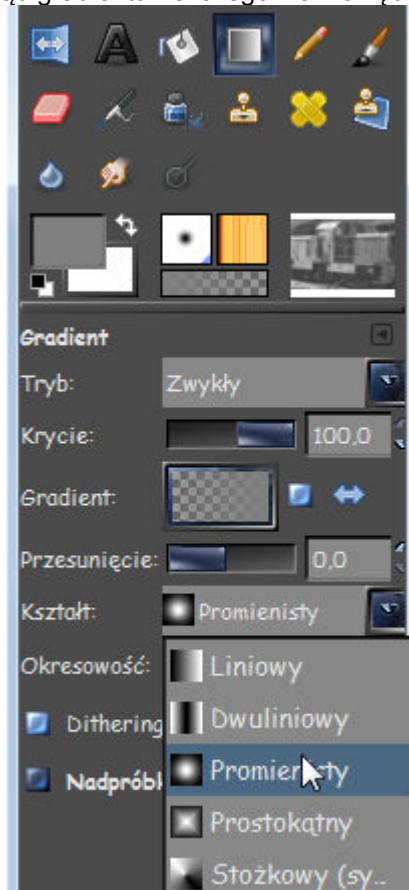 Gradient
Tryb: Zwykły
Krycie: 100,0
Gradient:
Przesunięcie: 0,0
Kształt: Promienisty
Okresowość: Liniowy
Dwuliniowy
Dithering
Promienisty
Prostokątny
Stożkowy (sy...